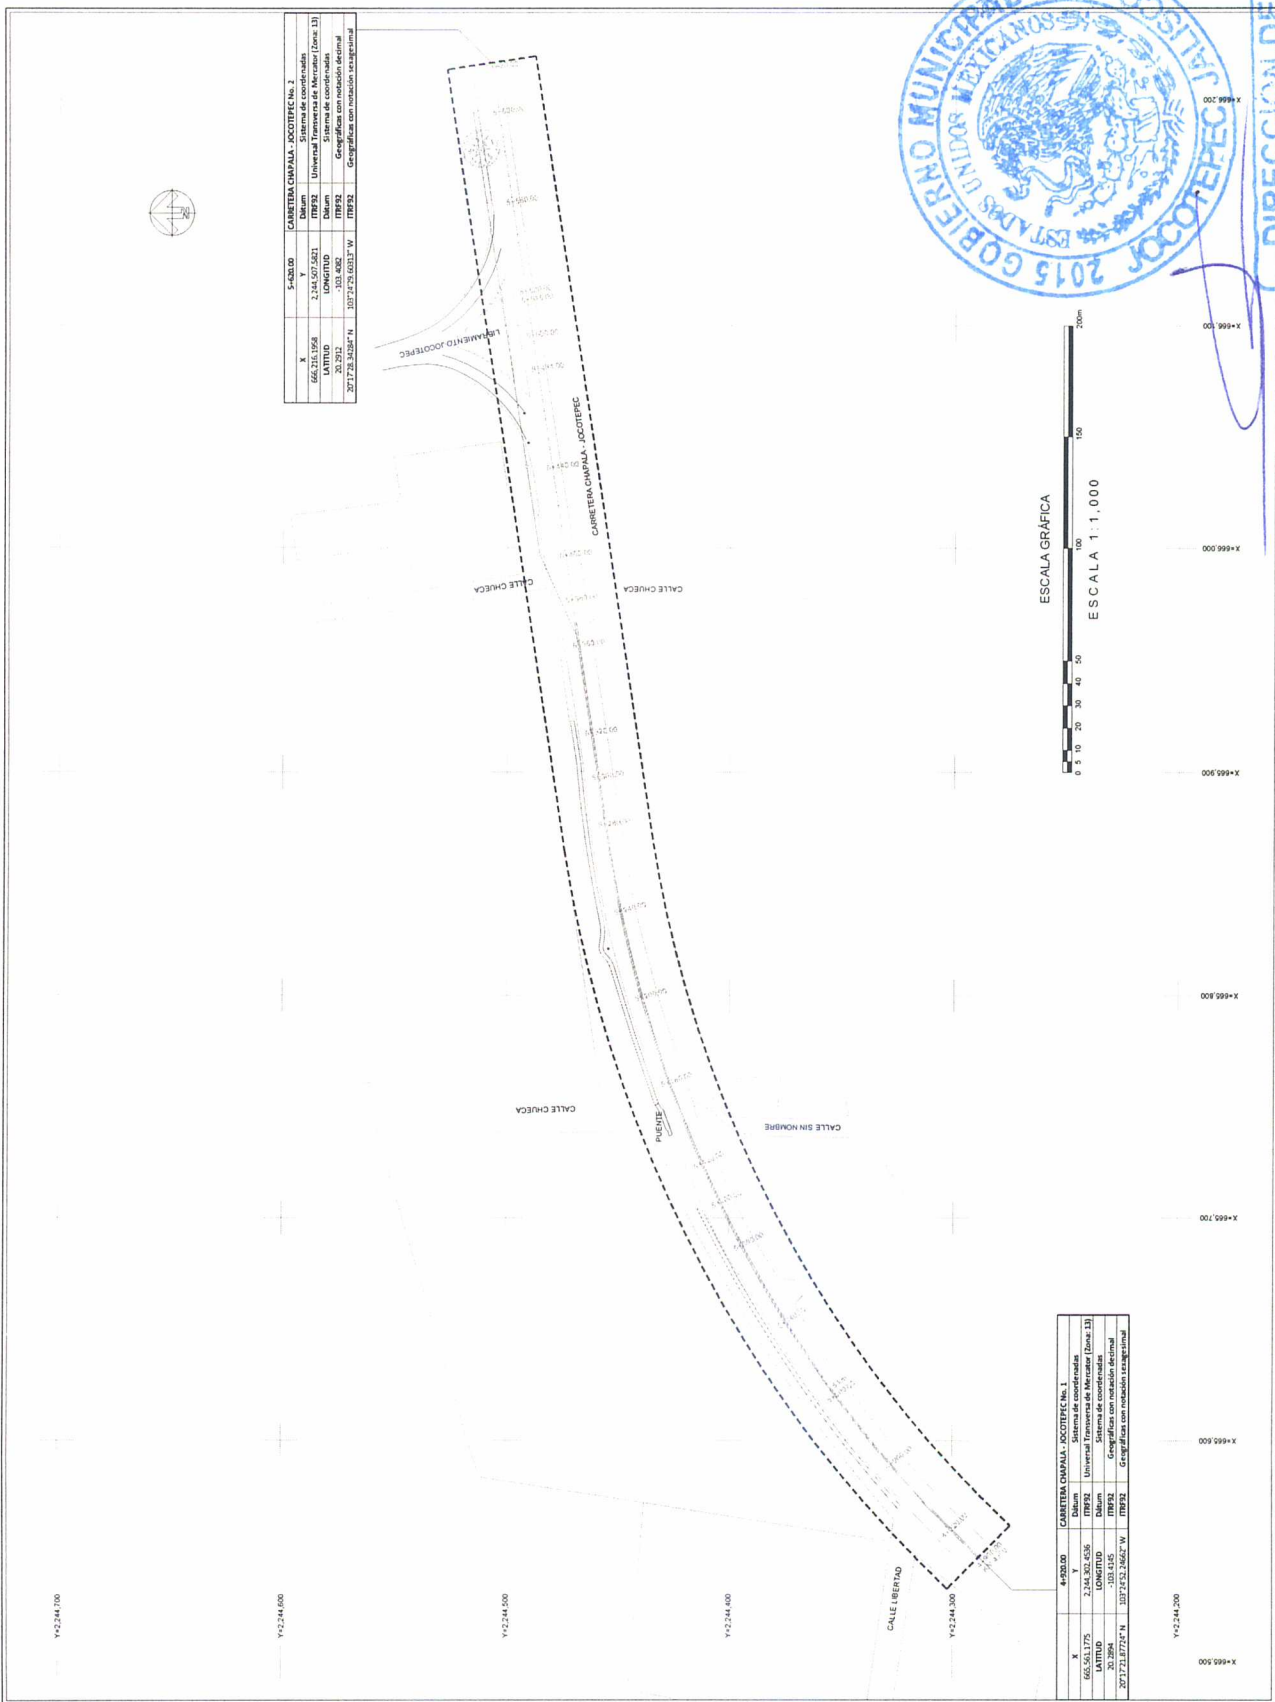 5+620.00 CARRETERA CHAPALA - JOCOTEPEC No. 2
X Y Dátum Sistema de coordenadas
666,216.1958 2,244,507.5821 ITRF92 Universal Transversa de Mercator (Zona: 13)
LATITUD LONGITUD Dátum Sistema de coordenadas
20.2912 -103.4082 ITRF92 Geográficas con notación decimal
20°17'28.34284" N 103°24'29.60313" W ITRF92 Geográficas con notación sexagesimal
LIBRAMIENTO JOCOTEPEC
CARRETERA CHAPALA - JOCOTEPEC
CALLE CHUECA
CALLE CHUECA
CALLE CHUECA
PUENTE
CALLE SIN NOMBRE
CALLE LIBERTAD
4+920.00 CARRETERA CHAPALA - JOCOTEPEC No. 1
X Y Dátum Sistema de coordenadas
665,561.1775 2,244,302.4536 ITRF92 Universal Transversa de Mercator (Zona: 13)
LATITUD LONGITUD Dátum Sistema de coordenadas
20.2894 -103.4145 ITRF92 Geográficas con notación decimal
20°17'21.87724" N 103°24'52.24662" W ITRF92 Geográficas con notación sexagesimal
ESCALA GRÁFICA
0 5 10 20 30 40 50 100 150 200m
ESCALA 1:1,000
Y=2,244,700
Y=2,244,600
Y=2,244,500
Y=2,244,400
Y=2,244,300
Y=2,244,200
X=665,500
X=665,600
X=665,700
X=665,800
X=665,900
X=666,000
X=666,100
X=666,200
2015 GOBIERNO MUNICIPAL
JOCOTEPEC JALISCO
ESTADOS UNIDOS MEXICANOS
DIRECCION DE